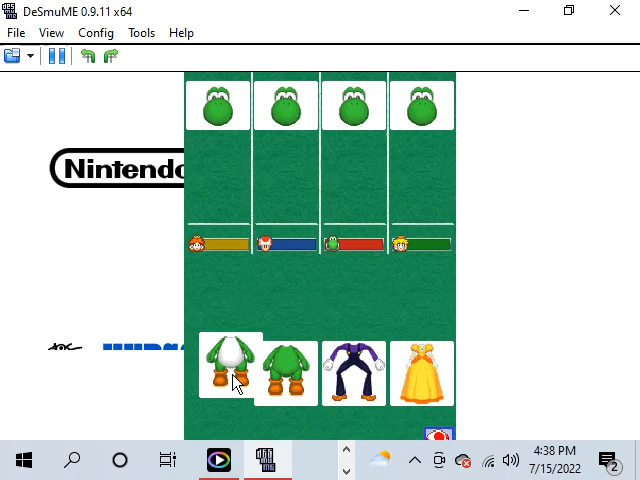 DeSmuME 0.9.11 x64
File View Config Tools Help
Nintendo
4:38 PM
7/15/2022
2